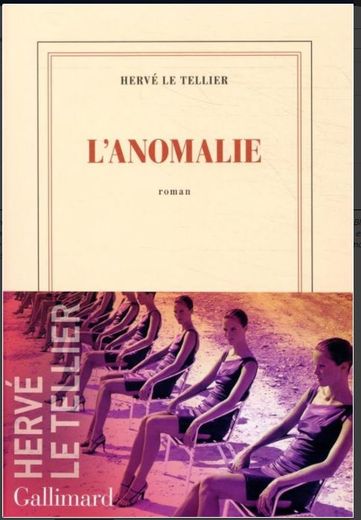 HERVÉ LE TELLIER
L'ANOMALIE
roman
HERVÉ
LE TELLIER
Gallimard